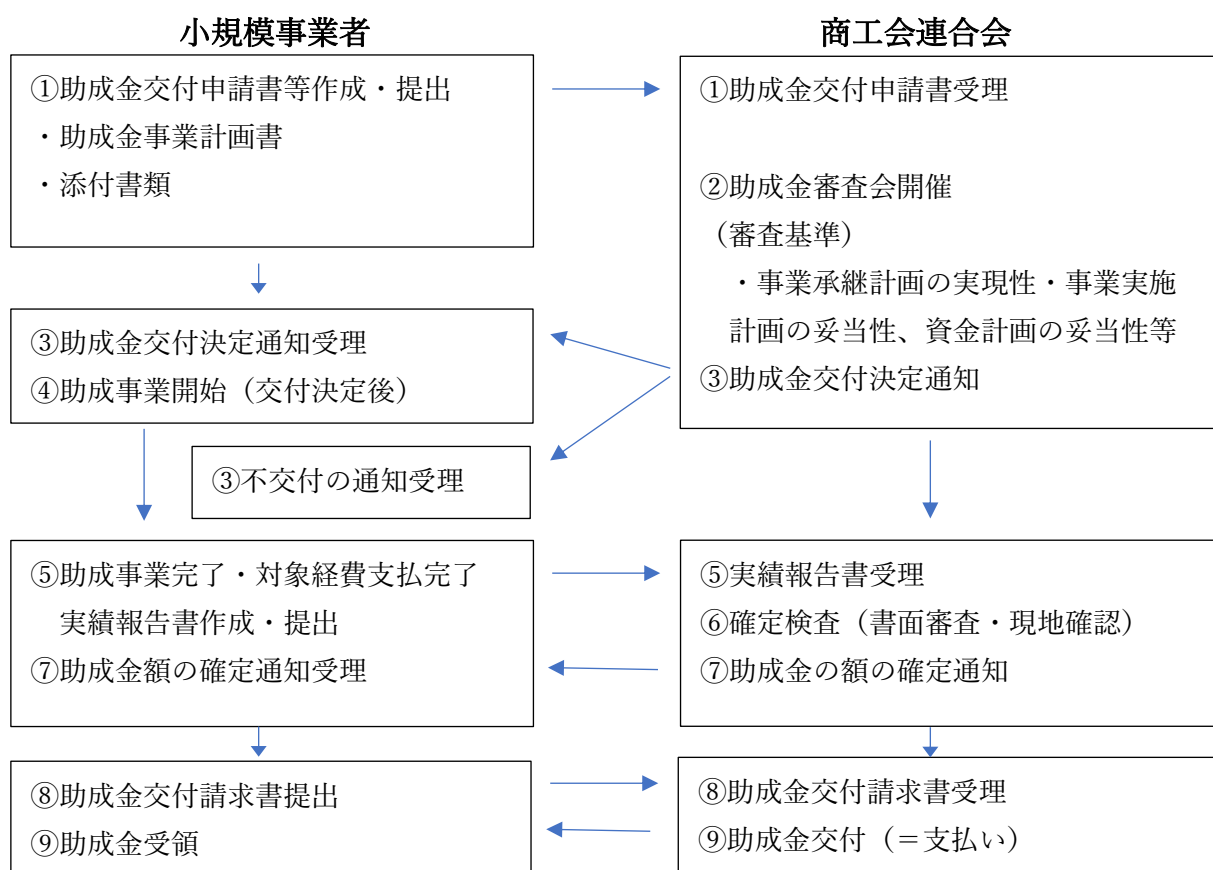 小規模事業者
商工会連合会
①助成金交付申請書等作成・提出
・助成金事業計画書
・添付書類
①助成金交付申請書受理
②助成金審査会開催
（審査基準）
・事業承継計画の実現性・事業実施
計画の妥当性、資金計画の妥当性等
③助成金交付決定通知
③助成金交付決定通知受理
④助成事業開始（交付決定後）
③不交付の通知受理
⑤助成事業完了・対象経費支払完了
実績報告書作成・提出
⑦助成金額の確定通知受理
⑤実績報告書受理
⑥確定検査（書面審査・現地確認）
⑦助成金の額の確定通知
⑧助成金交付請求書提出
⑨助成金受領
⑧助成金交付請求書受理
⑨助成金交付（＝支払い）